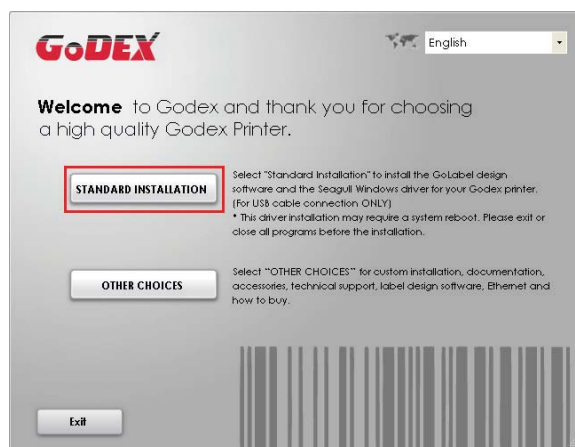 GoDEX
English
Welcome to Godex and thank you for choosing
a high quality Godex Printer.
STANDARD INSTALLATION
Select "Standard Installation" to install the GoLabel design
software and the Seagull Windows driver for your Godex printer.
(For USB cable connection ONLY)
* This driver installation may require a system reboot. Please exit or
close all programs before the installation.
OTHER CHOICES
Select "OTHER CHOICES" for custom installation, documentation,
accessories, technical support, label design software, Ethernet and
how to buy.
Exit